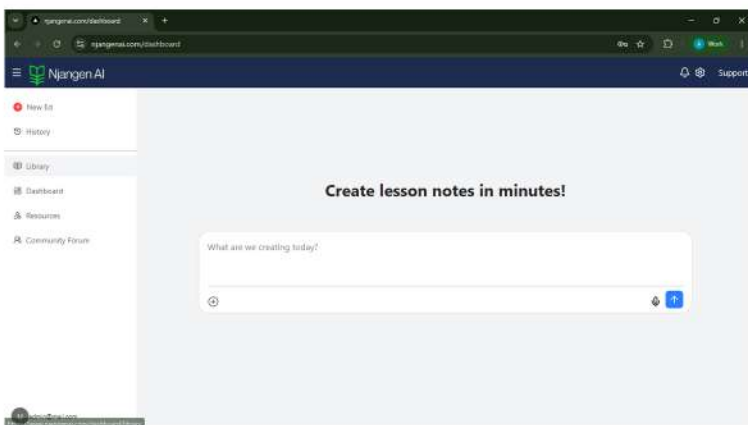 njangenai.com/dashboard
njangenai.com/dashboard
Work
Njangen AI
Support
New list
History
Library
Dashboard
Resources
Community Forum
Create lesson notes in minutes!
What are we creating today?